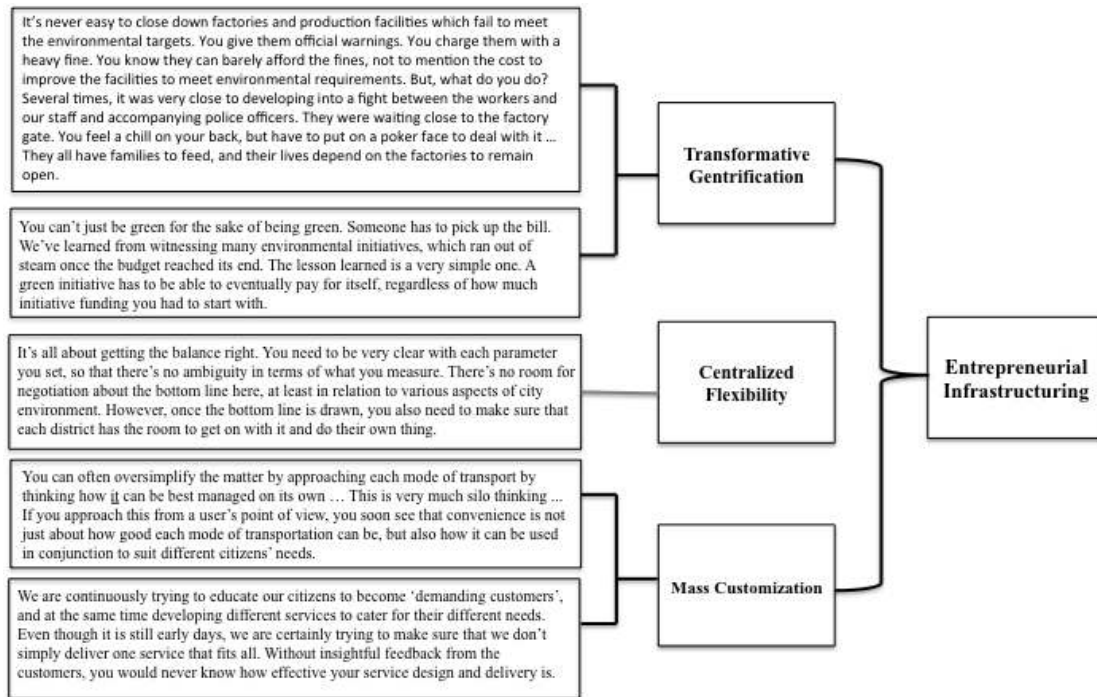 It’s never easy to close down factories and production facilities which fail to meet
the environmental targets. You give them official warnings. You charge them with a
heavy fine. You know they can barely afford the fines, not to mention the cost to
improve the facilities to meet environmental requirements. But, what do you do?
Several times, it was very close to developing into a fight between the workers and
our staff and accompanying police officers. They were waiting close to the factory
gate. You feel a chill on your back, but have to put on a poker face to deal with it ...
They all have families to feed, and their lives depend on the factories to remain
open.
You can’t just be green for the sake of being green. Someone has to pick up the bill.
We’ve learned from witnessing many environmental initiatives, which ran out of
steam once the budget reached its end. The lesson learned is a very simple one. A
green initiative has to be able to eventually pay for itself, regardless of how much
initiative funding you had to start with.
Transformative
Gentrification
It’s all about getting the balance right. You need to be very clear with each parameter
you set, so that there’s no ambiguity in terms of what you measure. There’s no room for
negotiation about the bottom line here, at least in relation to various aspects of city
environment. However, once the bottom line is drawn, you also need to make sure that
each district has the room to get on with it and do their own thing.
Centralized
Flexibility
You can often oversimplify the matter by approaching each mode of transport by
thinking how it can be best managed on its own … This is very much silo thinking ...
If you approach this from a user’s point of view, you soon see that convenience is not
just about how good each mode of transportation can be, but also how it can be used
in conjunction to suit different citizens’ needs.
We are continuously trying to educate our citizens to become ‘demanding customers’,
and at the same time developing different services to cater for their different needs.
Even though it is still early days, we are certainly trying to make sure that we don’t
simply deliver one service that fits all. Without insightful feedback from the
customers, you would never know how effective your service design and delivery is.
Mass Customization
Entrepreneurial
Infrastructuring